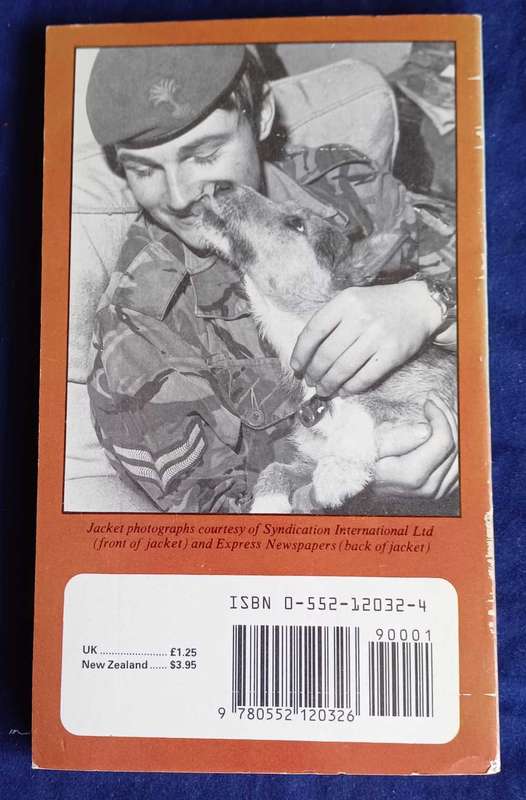 Jacket photographs courtesy of Syndication International Ltd
(front of jacket) and Express Newspapers (back of jacket)
ISBN 0-552-12032-4
UK ....................... £1.25
New Zealand ...... $3.95
90001
9 780552 120326